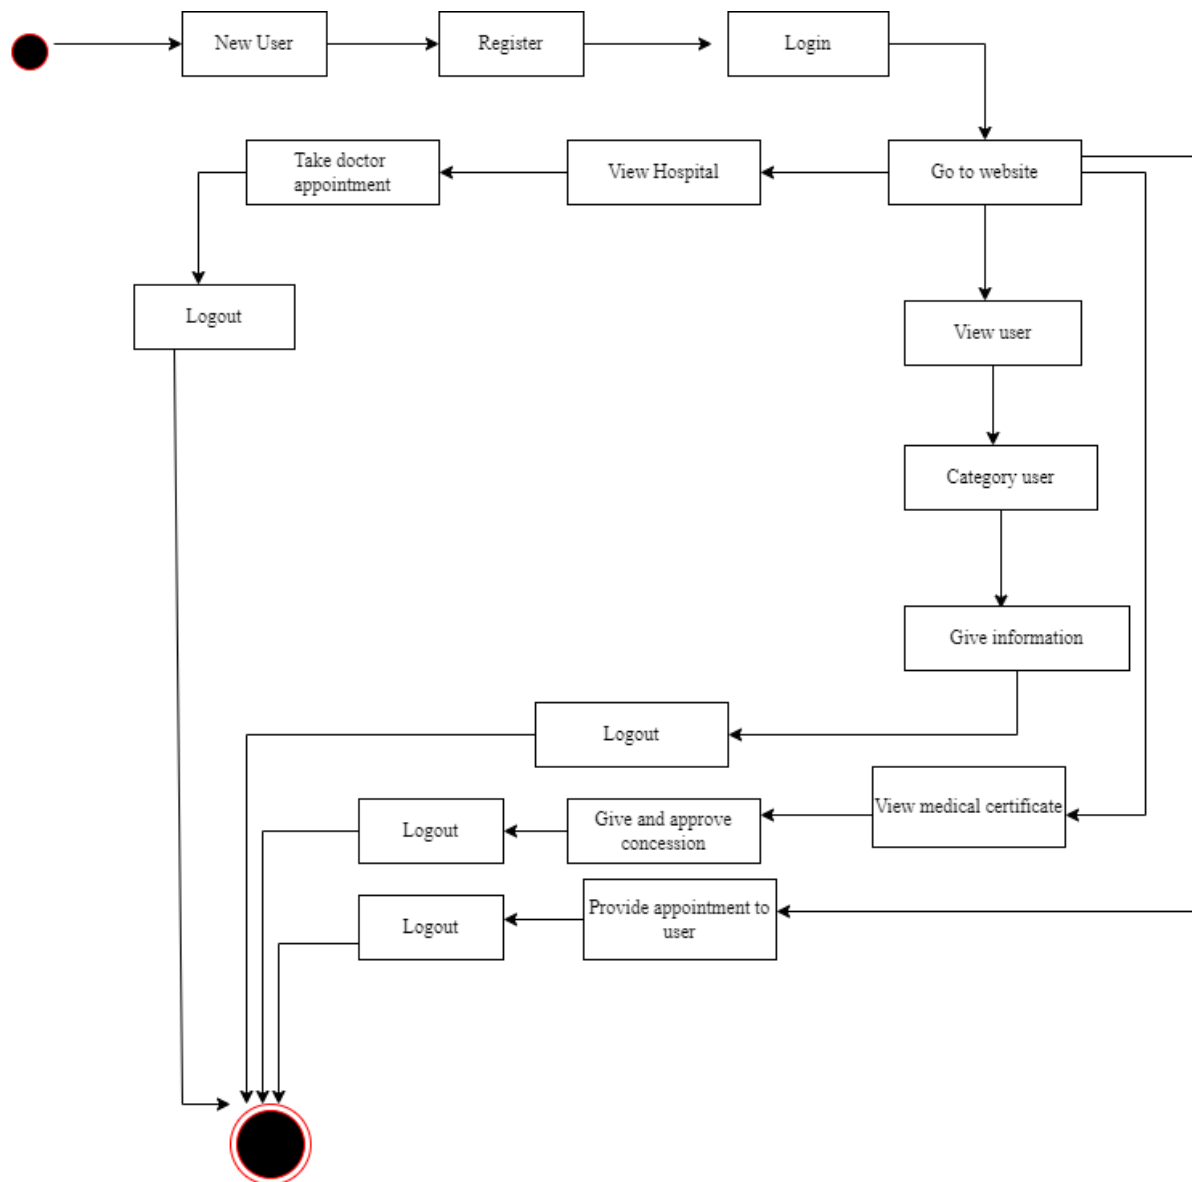 New User
Register
Login
Take doctor
appointment
View Hospital
Go to website
Logout
View user
Category user
Give information
Logout
View medical certificate
Give and approve
concession
Logout
Provide appointment to
user
Logout